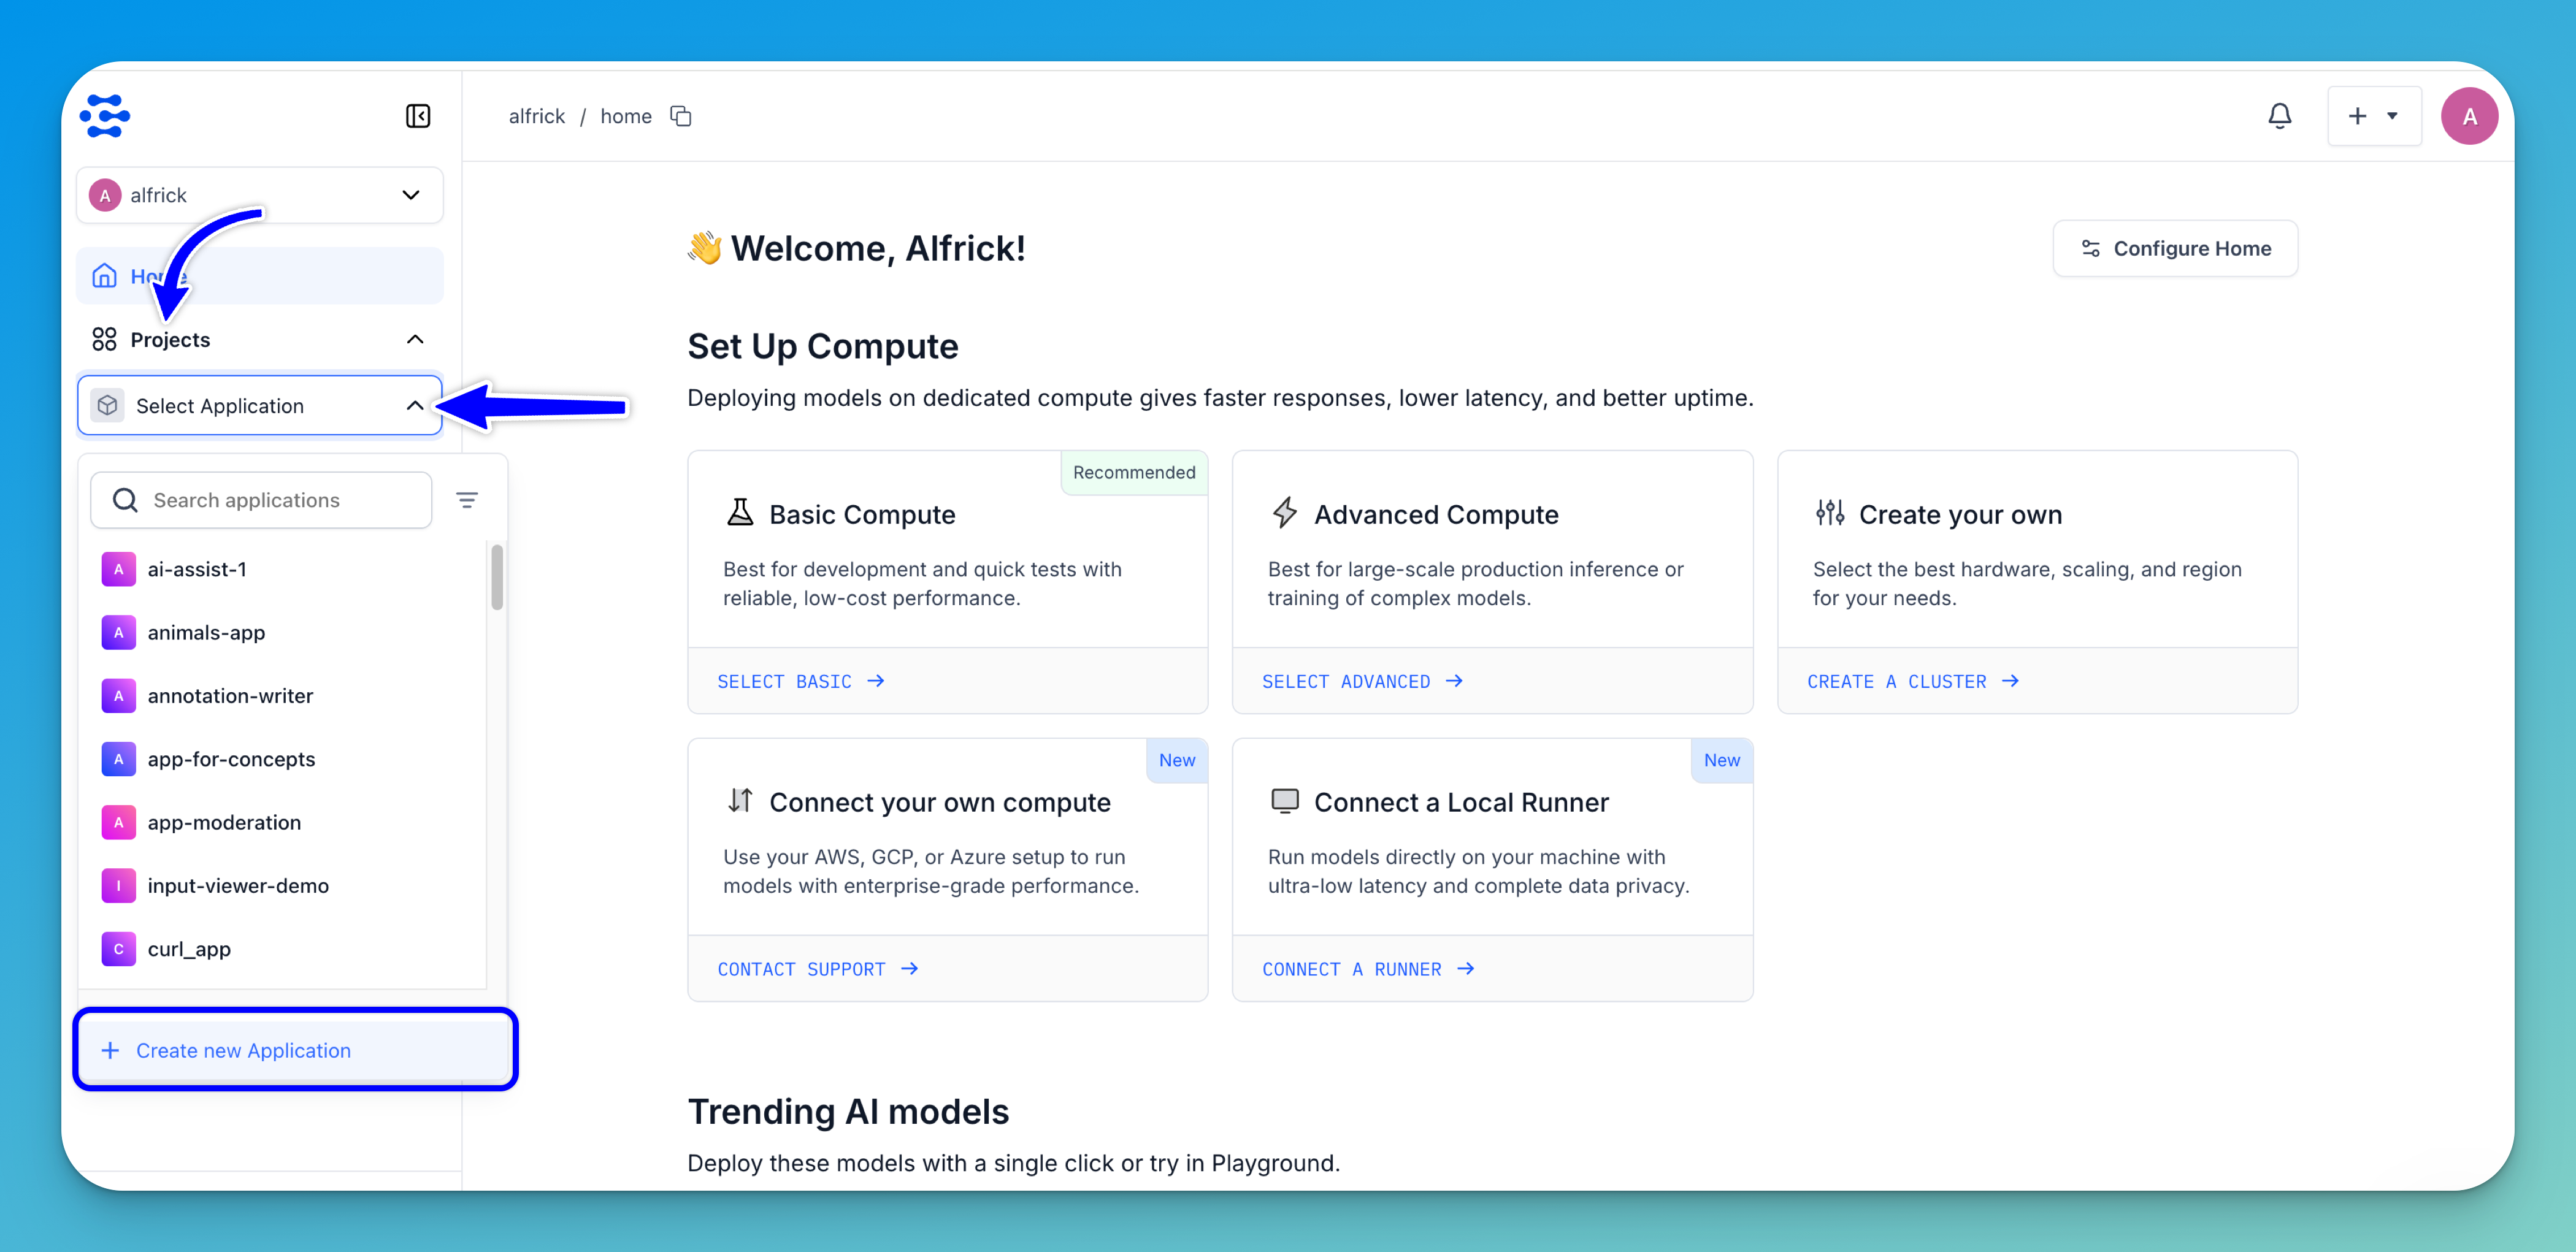 alfrick / home
A
A alfrick
Home
Projects
Select Application
Search applications
A ai-assist-1
A animals-app
A annotation-writer
A app-for-concepts
A app-moderation
I input-viewer-demo
C curl_app
+ Create new Application
👋 Welcome, Alfrick!
Configure Home
Set Up Compute
Deploying models on dedicated compute gives faster responses, lower latency, and better uptime.
Recommended
Basic Compute
Best for development and quick tests with
reliable, low-cost performance.
SELECT BASIC →
Advanced Compute
Best for large-scale production inference or
training of complex models.
SELECT ADVANCED →
Create your own
Select the best hardware, scaling, and region
for your needs.
CREATE A CLUSTER →
New
Connect your own compute
Use your AWS, GCP, or Azure setup to run
models with enterprise-grade performance.
CONTACT SUPPORT →
New
Connect a Local Runner
Run models directly on your machine with
ultra-low latency and complete data privacy.
CONNECT A RUNNER →
Trending AI models
Deploy these models with a single click or try in Playground.